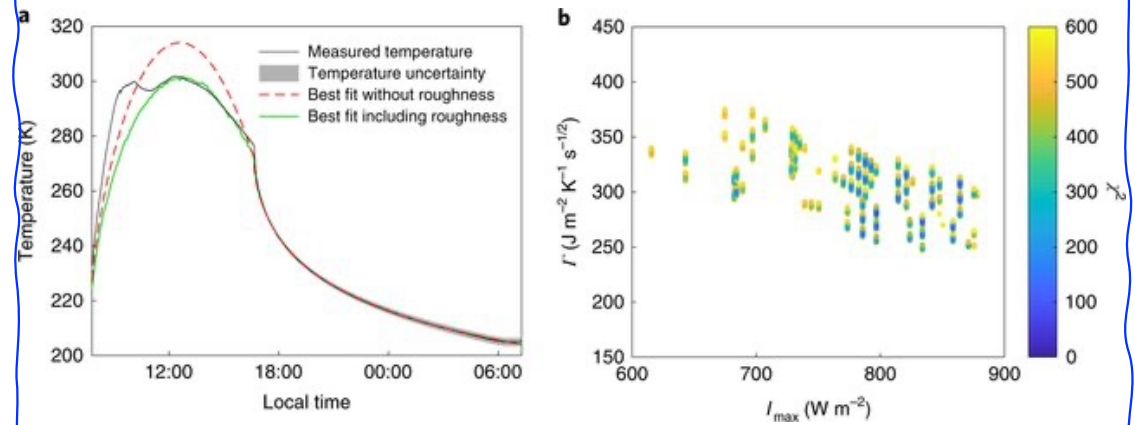 a
320
300
280
260
240
220
200
Temperature (K)
Measured temperature
Temperature uncertainty
Best fit without roughness
Best fit including roughness
12:00
18:00
00:00
06:00
Local time
b
450
400
350
300
250
300
150
Γ (J m⁻² K⁻¹ s⁻¹/²)
600
700
800
900
I max (W m⁻²)
600
500
400
300
200
100
0
χ²